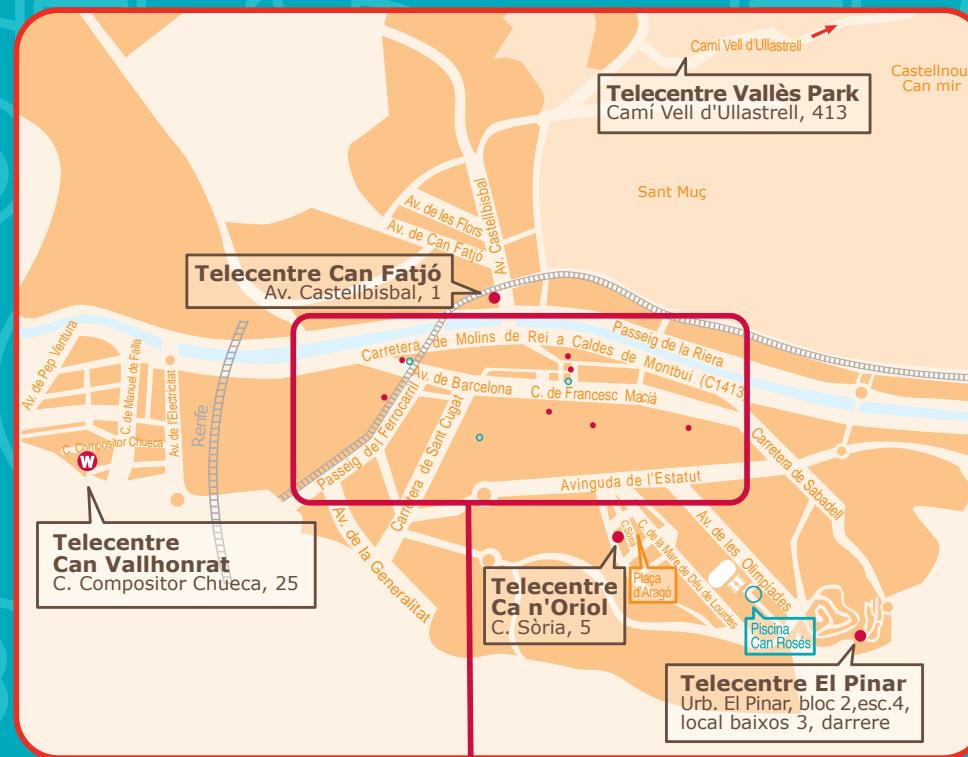 Camí Vell d'Ullastrell
Castellnou
Can mir
Telecentre Vallès Park
Camí Vell d'Ullastrell, 413
Sant Muç
Av. Castellbisbal
Av. de les Flors
Av. de Can Fatjó
Telecentre Can Fatjó
Av. Castellbisbal, 1
Passeig de la Riera
Carretera de Molins de Rei a Caldes de Montbui (C1413
Av. de Pep Ventura
C. de Manuel de Falla
Av. de l'Electricitat
Renfe
Av. de Barcelona
C. de Francesc Macià
C. Compositor Chueca
W
Passeig del Ferrocarril
Carretera de Sant Cugat
Carretera de Sabadell
Avinguda de l'Estatut
Av. de la Generalitat
Av. de les Olimpíades
C. Sòria
C. de la Mare de Déu de Lourdes
Telecentre
Can Vallhonrat
C. Compositor Chueca, 25
Telecentre
Ca n'Oriol
C. Sòria, 5
Plaça
d'Aragó
Piscina
Can Rosés
Telecentre El Pinar
Urb. El Pinar, bloc 2,esc.4,
local baixos 3, darrere